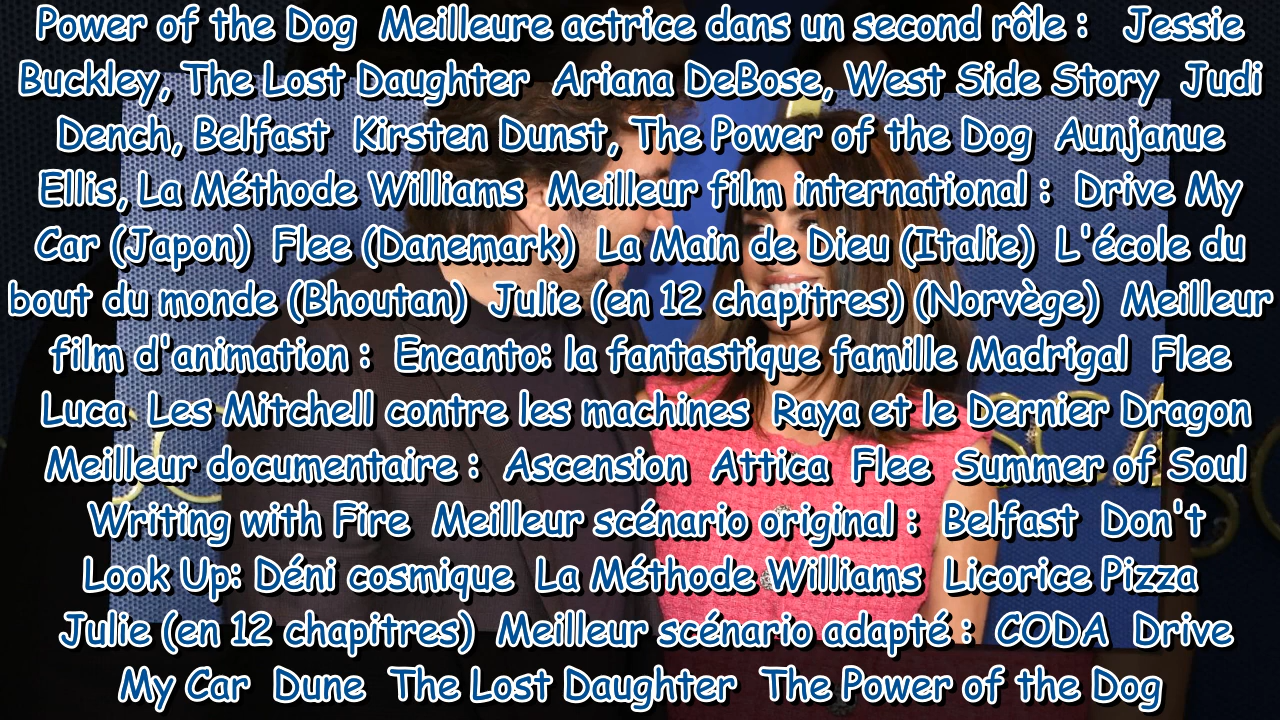 Power of the Dog  Meilleure actrice dans un second rôle :   Jessie
Buckley, The Lost Daughter  Ariana DeBose, West Side Story  Judi
Dench, Belfast  Kirsten Dunst, The Power of the Dog  Aunjanue
Ellis, La Méthode Williams  Meilleur film international :  Drive My
Car (Japon)  Flee (Danemark)  La Main de Dieu (Italie)  L'école du
bout du monde (Bhoutan)  Julie (en 12 chapitres) (Norvège)  Meilleur
film d'animation :  Encanto: la fantastique famille Madrigal  Flee
Luca  Les Mitchell contre les machines  Raya et le Dernier Dragon
Meilleur documentaire :  Ascension  Attica  Flee  Summer of Soul
Writing with Fire  Meilleur scénario original :  Belfast  Don't
Look Up: Déni cosmique  La Méthode Williams  Licorice Pizza
Julie (en 12 chapitres)  Meilleur scénario adapté :  CODA  Drive
My Car  Dune  The Lost Daughter  The Power of the Dog